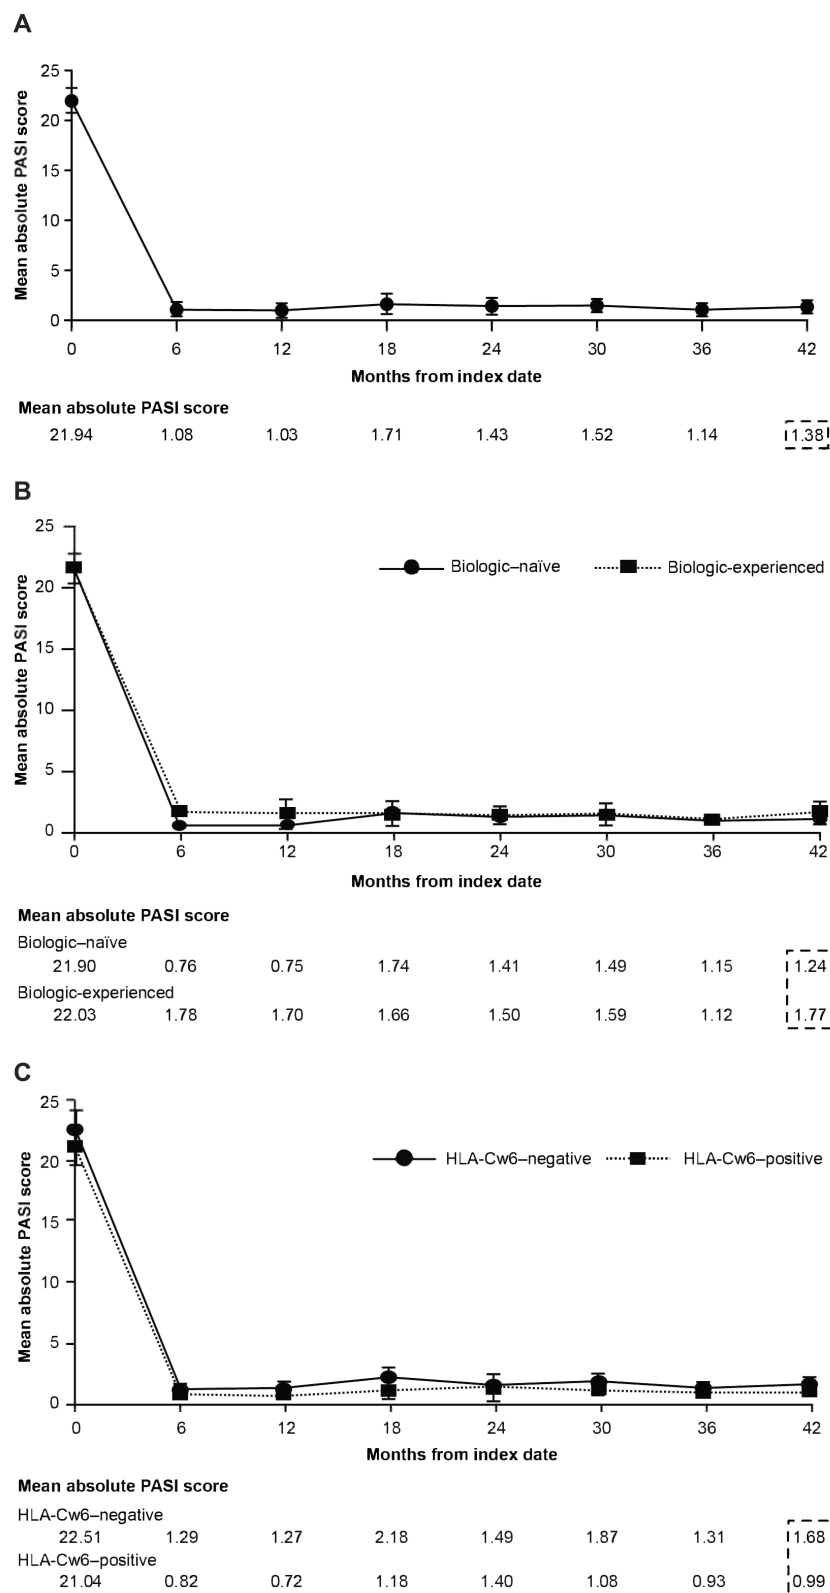 A
Mean absolute PASI score
25
20
15
10
5
0
0 6 12 18 24 30 36 42
Months from index date
Mean absolute PASI score
21.94 1.08 1.03 1.71 1.43 1.52 1.14 1.38
B
Mean absolute PASI score
25
20
15
10
5
0
Biologic–naïve Biologic-experienced
0 6 12 18 24 30 36 42
Months from index date
Mean absolute PASI score
Biologic–naïve
21.90 0.76 0.75 1.74 1.41 1.49 1.15 1.24
Biologic-experienced
22.03 1.78 1.70 1.66 1.50 1.59 1.12 1.77
C
Mean absolute PASI score
25
20
15
10
5
0
HLA-Cw6–negative HLA-Cw6–positive
0 6 12 18 24 30 36 42
Months from index date
Mean absolute PASI score
HLA-Cw6–negative
22.51 1.29 1.27 2.18 1.49 1.87 1.31 1.68
HLA-Cw6–positive
21.04 0.82 0.72 1.18 1.40 1.08 0.93 0.99